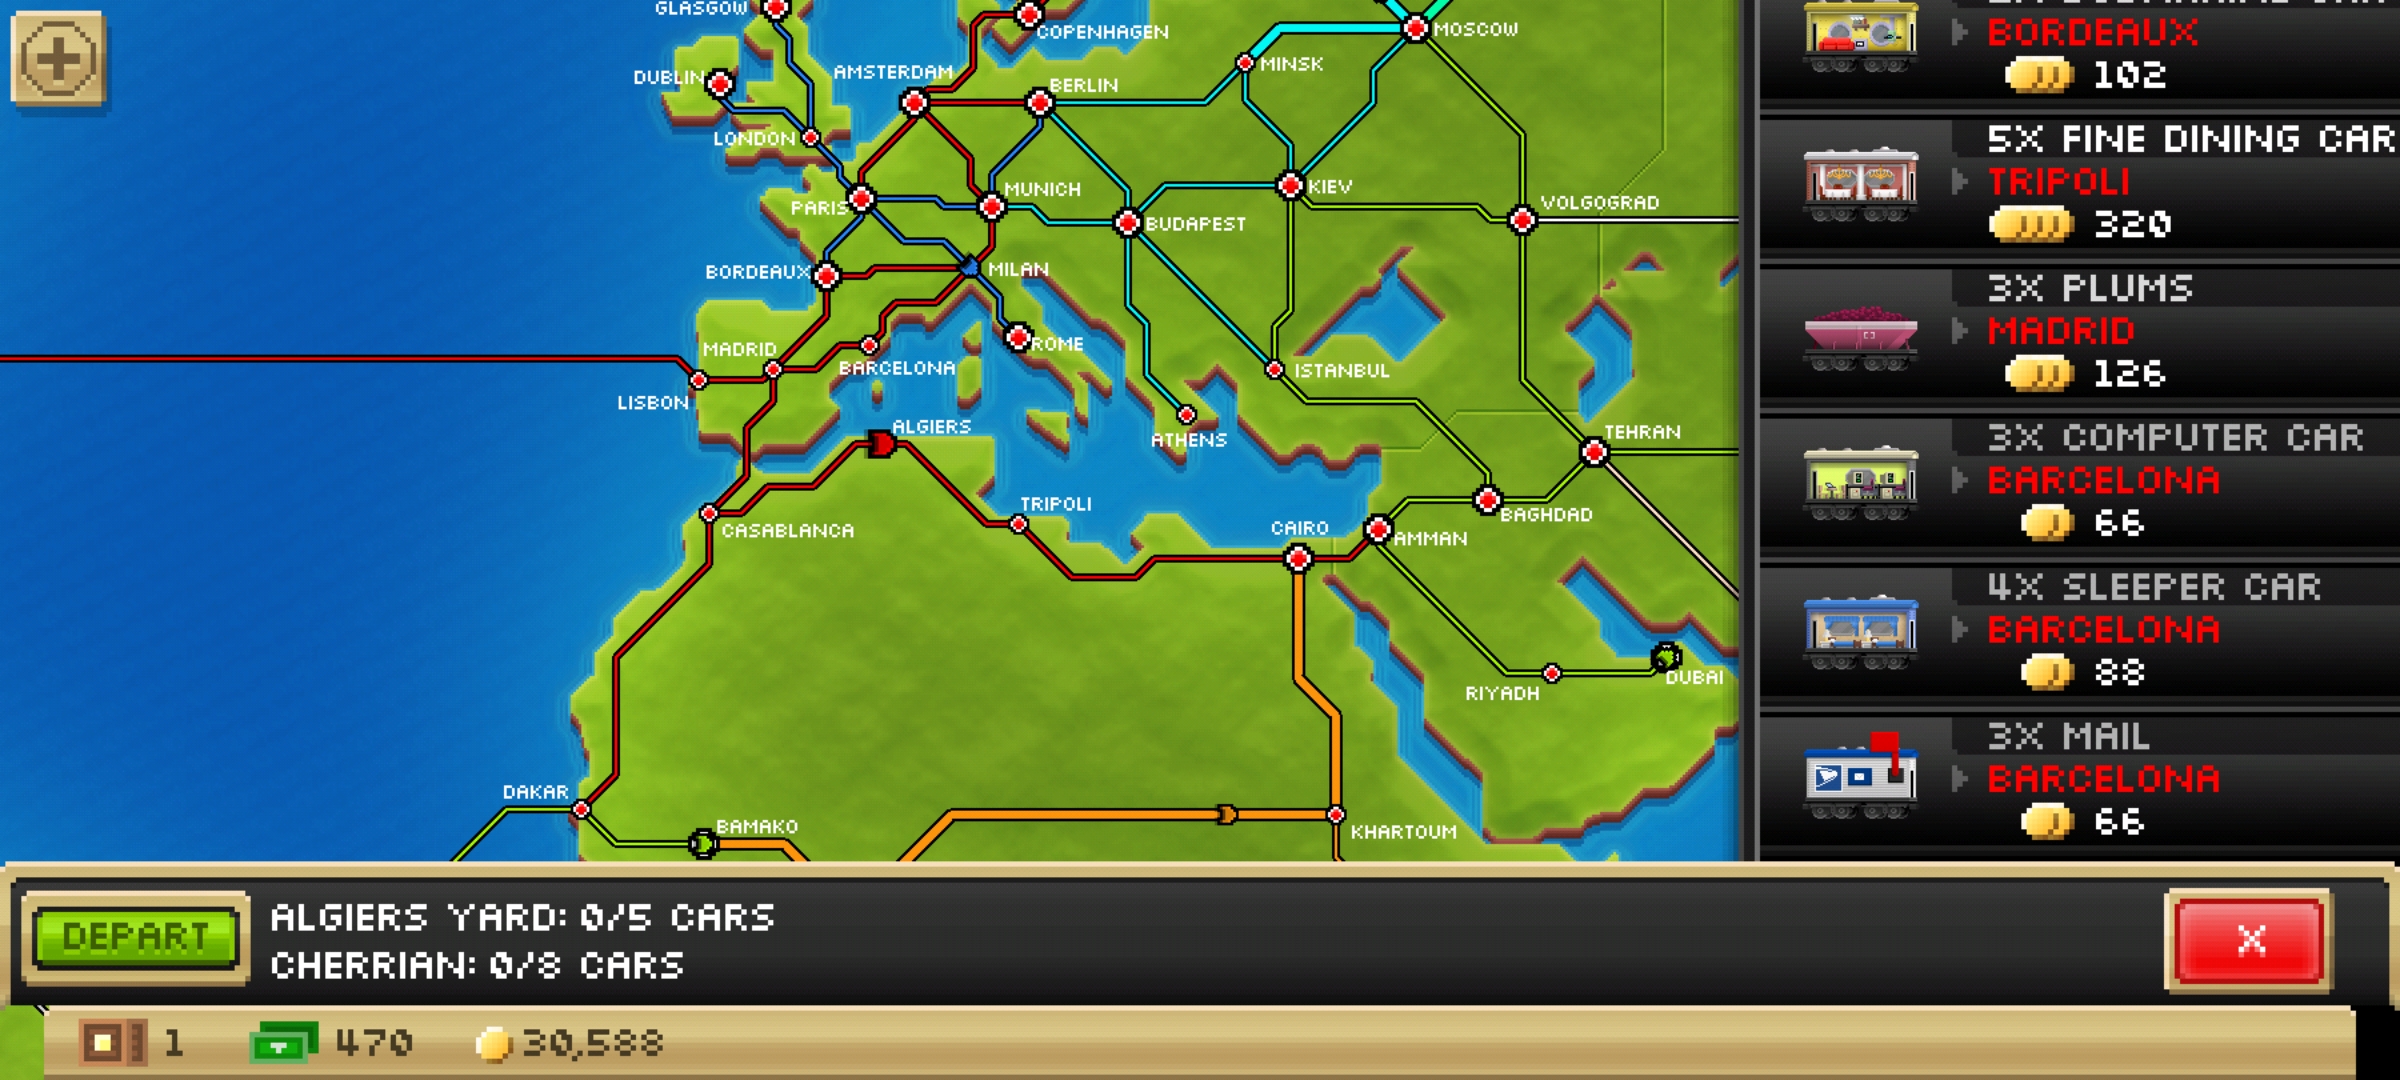 GLASGOW
COPENHAGEN
MOSCOW
DUBLIN
AMSTERDAM
BERLIN
MINSK
LONDON
PARIS
MUNICH
KIEV
BUDAPEST
VOLGOGRAD
BORDEAUX
MILAN
MADRID
ROME
BARCELONA
ISTANBUL
LISBON
ALGIERS
ATHENS
TEHRAN
CASABLANCA
TRIPOLI
CAIRO
AMMAN
BAGHDAD
RIYADH
DUBAI
DAKAR
BAMAKO
KHARTOUM
BORDEAUX
102
5X FINE DINING CAR
TRIPOLI
320
3X PLUMS
MADRID
126
3X COMPUTER CAR
BARCELONA
66
4X SLEEPER CAR
BARCELONA
88
3X MAIL
BARCELONA
66
DEPART
ALGIERS YARD: 0/5 CARS
CHERRIAN: 0/8 CARS
X
1
470
30,588